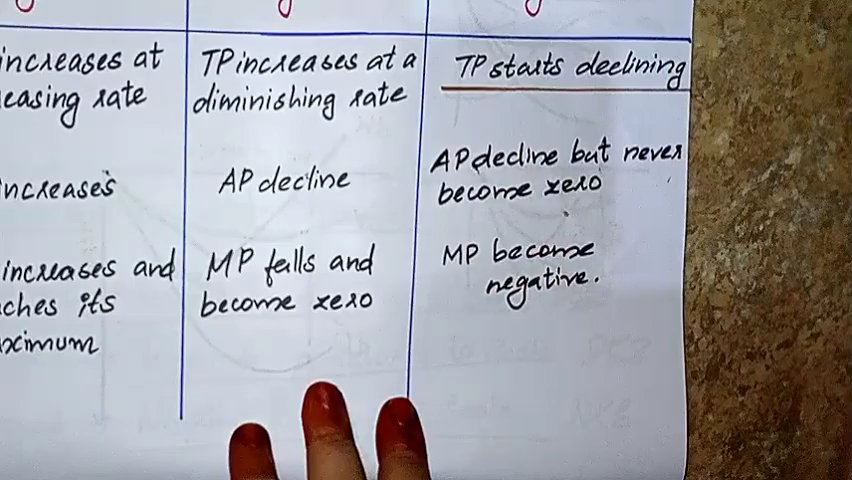 increases at
easing rate
ncreases
increases and
ches its
ximum
TP increases at a
diminishing rate
AP decline
MP falls and
become zero
TP starts declining
AP decline but never
become zero
MP become
negative.